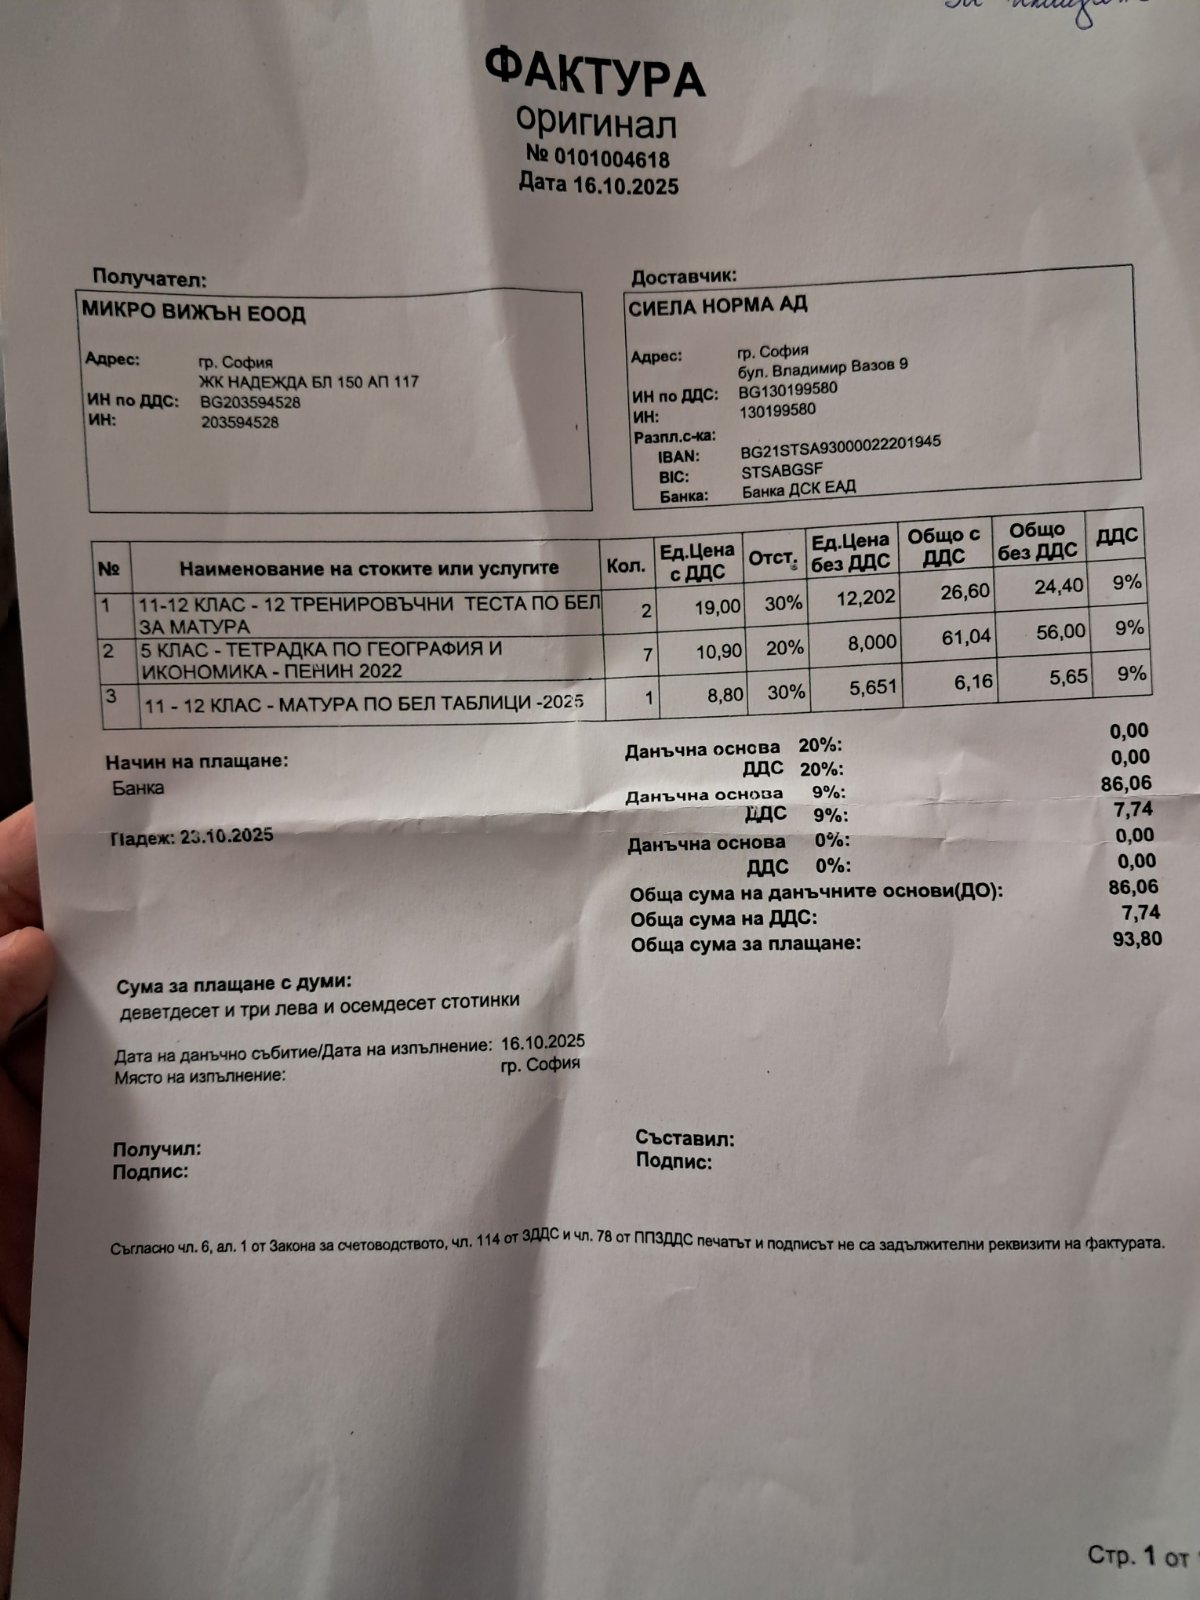 ФАКТУРА
оригинал
№ 0101004618
Дата 16.10.2025
Получател:
МИКРО ВИЖЪН ЕООД
Адрес: гр. София
ЖК НАДЕЖДА БЛ 150 АП 117
ИН по ДДС: BG203594528
ИН: 203594528
Доставчик:
СИЕЛА НОРМА АД
Адрес: гр. София
бул. Владимир Вазов 9
ИН по ДДС: BG130199580
ИН: 130199580
Разпл.с-ка:
IBAN: BG21STSA93000022201945
BIC: STSABGSF
Банка: Банка ДСК ЕАД
№ Наименование на стоките или услугите Кол. Ед.Цена с ДДС Отст. Ед.Цена без ДДС Общо с ДДС Общо без ДДС ДДС
1 11-12 КЛАС - 12 ТРЕНИРОВЪЧНИ ТЕСТА ПО БЕЛ 2 19,00 30% 12,202 26,60 24,40 9%
ЗА МАТУРА
2 5 КЛАС - ТЕТРАДКА ПО ГЕОГРАФИЯ И 7 10,90 20% 8,000 61,04 56,00 9%
ИКОНОМИКА - ПЕНИН 2022
3 11 - 12 КЛАС - МАТУРА ПО БЕЛ ТАБЛИЦИ -2025 1 8,80 30% 5,651 6,16 5,65 9%
Начин на плащане:
Банка
Падеж: 23.10.2025
Данъчна основа 20%: 0,00
ДДС 20%: 0,00
Данъчна основа 9%: 86,06
ДДС 9%: 7,74
Данъчна основа 0%: 0,00
ДДС 0%: 0,00
Обща сума на данъчните основи(ДО): 86,06
Обща сума на ДДС: 7,74
Обща сума за плащане: 93,80
Сума за плащане с думи:
деветдесет и три лева и осемдесет стотинки
Дата на данъчно събитие/Дата на изпълнение: 16.10.2025
Място на изпълнение: гр. София
Получил:
Подпис:
Съставил:
Подпис:
Съгласно чл. 6, ал. 1 от Закона за счетоводството, чл. 114 от ЗДДС и чл. 78 от ППЗДДС печатът и подписът не са задължителни реквизити на фактурата.
Стр. 1 от